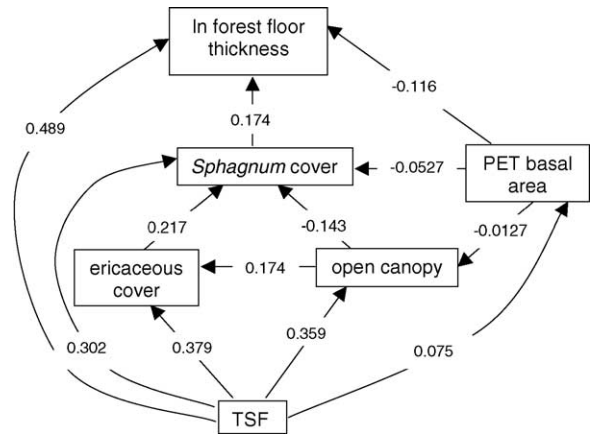 ln forest floor
thickness
-0.116
0.489
0.174
Sphagnum cover
-0.0527
PET basal
area
0.217
-0.143
-0.0127
ericaceous
cover
0.174
open canopy
0.302
0.379
0.359
0.075
TSF